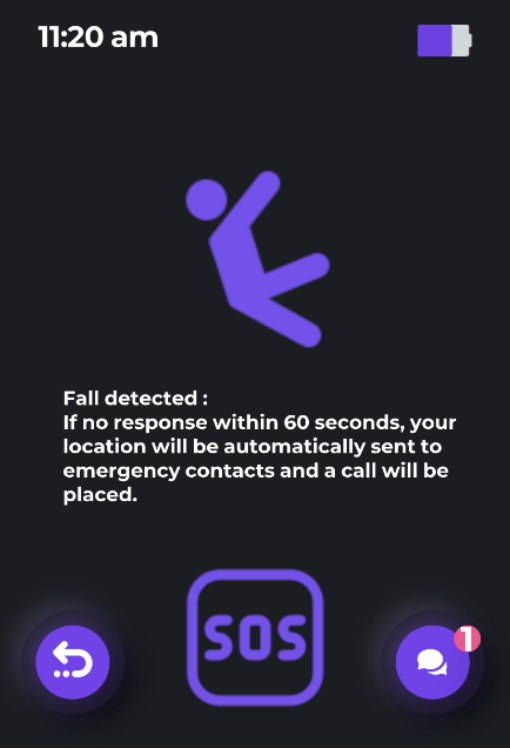 11:20 am
Fall detected :
If no response within 60 seconds, your
location will be automatically sent to
emergency contacts and a call will be
placed.
SOS
1